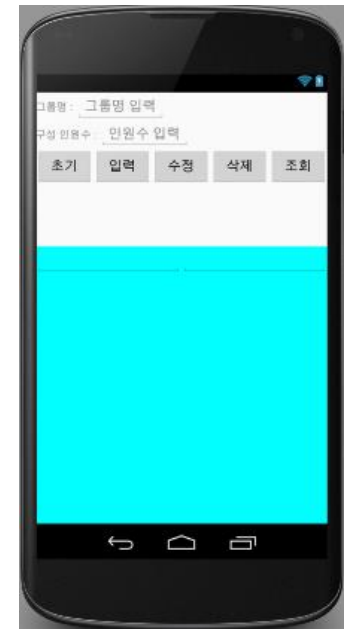 그룹명 : 그룹명 입력
구성 인원수 : 인원수 입력
초기 입력 수정 삭제 조회